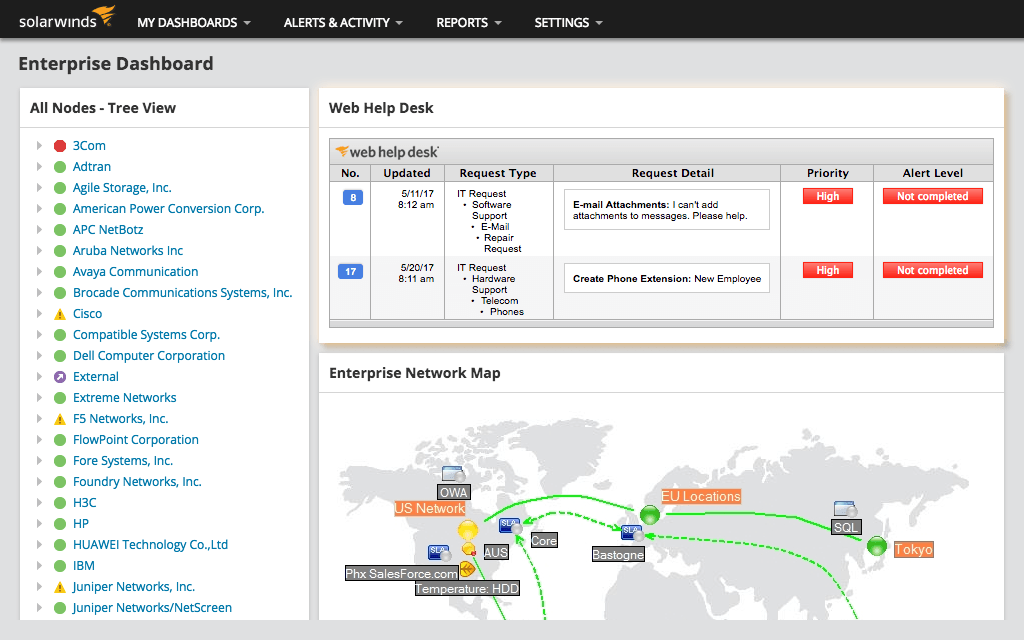 solarwinds
MY DASHBOARDS
ALERTS & ACTIVITY
REPORTS
SETTINGS
Enterprise Dashboard
All Nodes - Tree View
3Com
Adtran
Agile Storage, Inc.
American Power Conversion Corp.
APC NetBotz
Aruba Networks Inc
Avaya Communication
Brocade Communications Systems, Inc.
Cisco
Compatible Systems Corp.
Dell Computer Corporation
External
Extreme Networks
F5 Networks, Inc.
FlowPoint Corporation
Fore Systems, Inc.
Foundry Networks, Inc.
H3C
HP
HUAWEI Technology Co.,Ltd
IBM
Juniper Networks, Inc.
Juniper Networks/NetScreen
Web Help Desk
web help desk
No. Updated Request Type Request Detail Priority Alert Level
8
5/11/17
8:12 am
IT Request
• Software
Support
• E-Mail
• Repair
Request
E-mail Attachments: I can't add
attachments to messages. Please help.
High
Not completed
17
5/20/17
8:11 am
IT Request
• Hardware
Support
• Telecom
• Phones
Create Phone Extension: New Employee
High
Not completed
Enterprise Network Map
OWA
US Network
EU Locations
SLA
Core
SLA
Bastogne
SQL
Tokyo
SLA
AUS
Phx SalesForce.com
Temperature: HDD